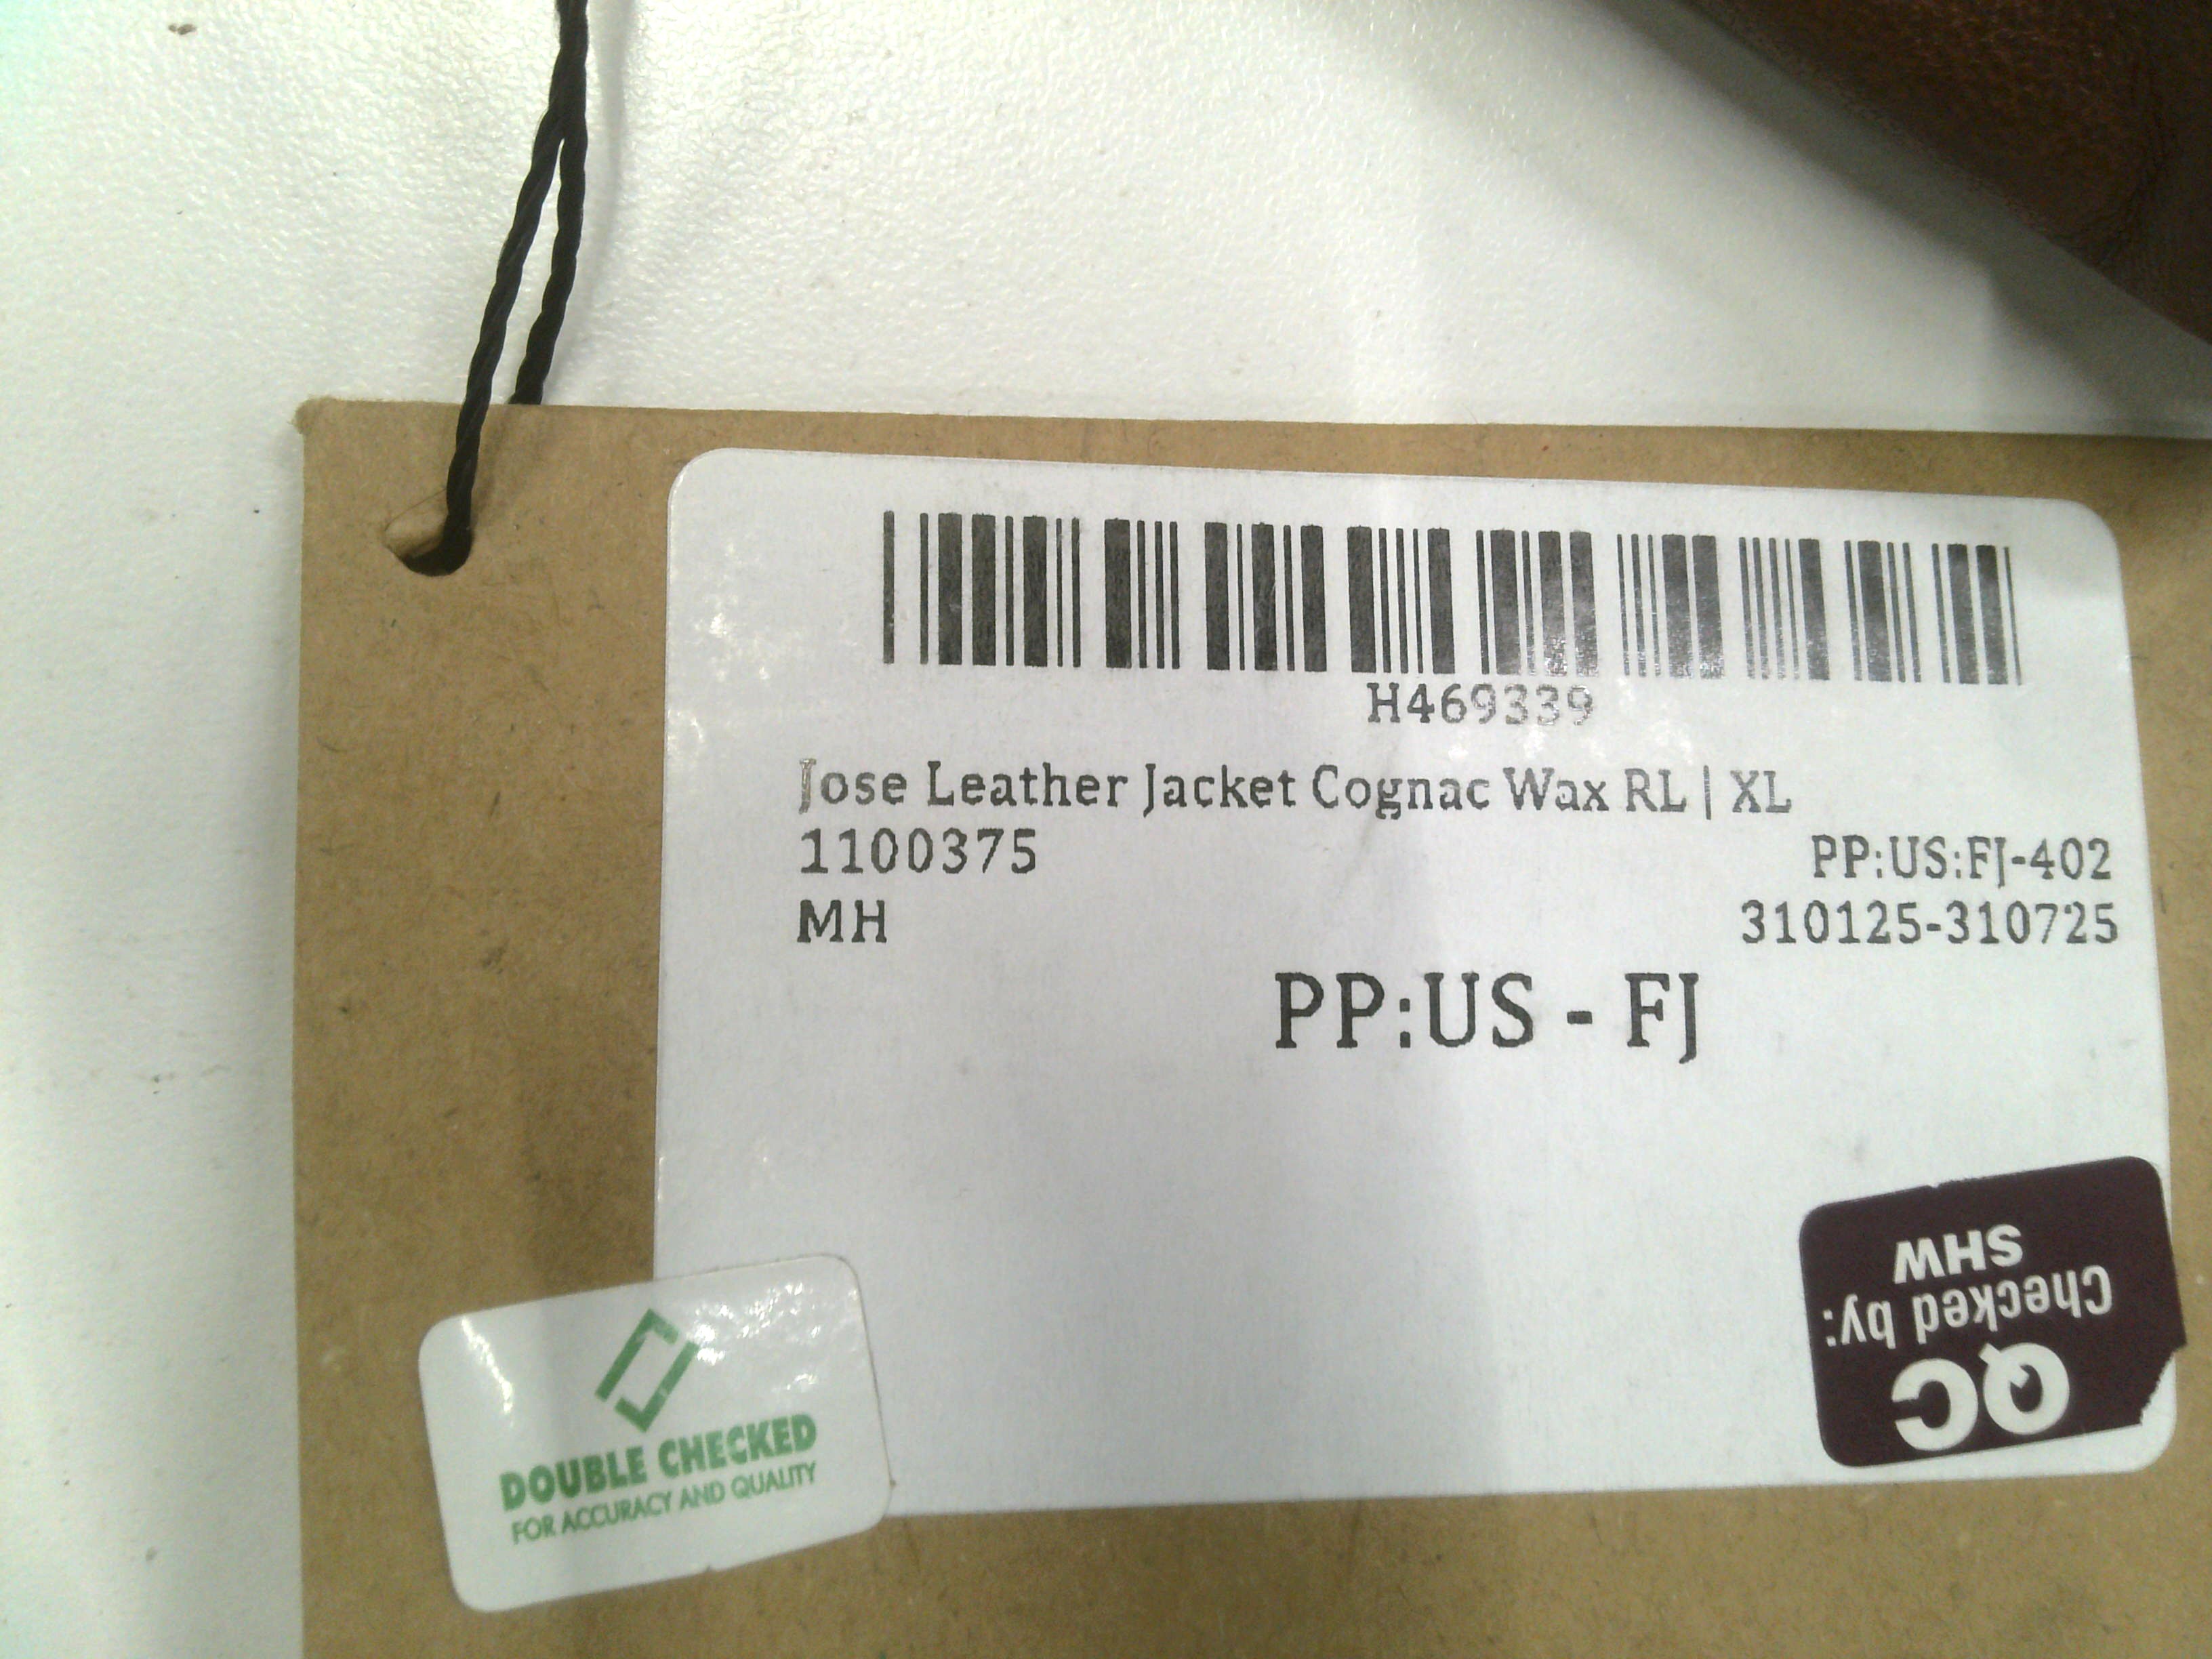 H469339
Jose Leather Jacket Cognac Wax RL | XL
1100375
PP:US:FJ-402
MH
310125-310725
PP:US - FJ
DOUBLE CHECKED
FOR ACCURACY AND QUALITY
QC
Checked by:
SHW